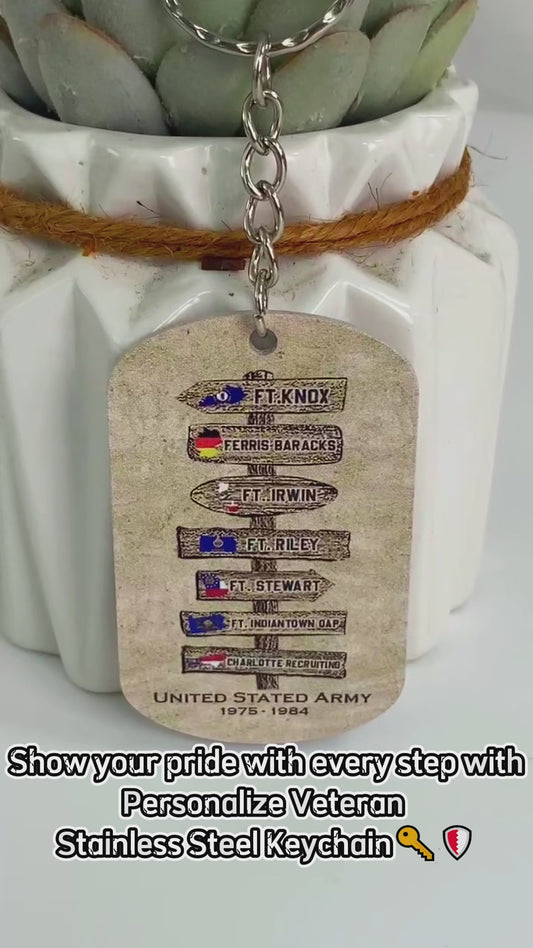 FT.KNOX
FERRIS BARACKS
FT. IRWIN
FT. RILEY
FT. STEWART
FT. INDIANTOWN GAP
CHARLOTTE RECRUITING
UNITED STATED ARMY
1975 - 1984
Show your pride with every step with
Personalize Veteran
Stainless Steel Keychain